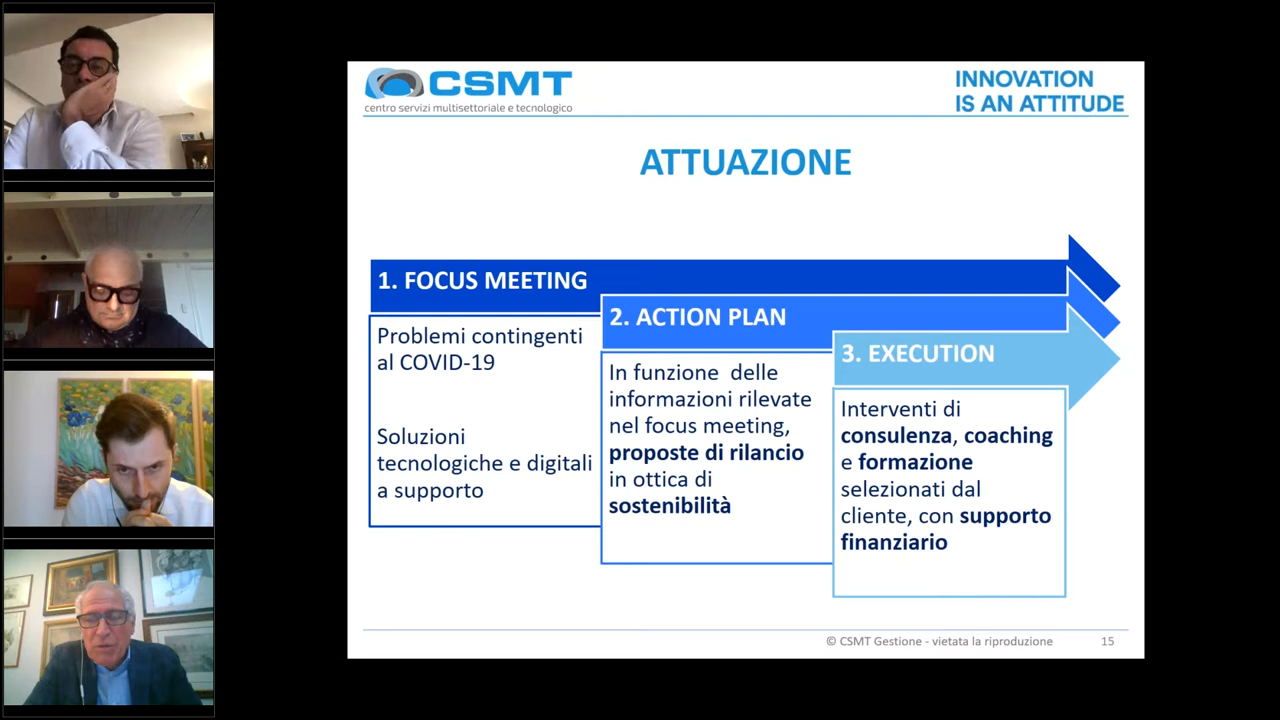 CSMT
centro servizi multisettoriale e tecnologico
INNOVATION
IS AN ATTITUDE
ATTUAZIONE
1. FOCUS MEETING
Problemi contingenti
al COVID-19
Soluzioni
tecnologiche e digitali
a supporto
2. ACTION PLAN
In funzione  delle
informazioni rilevate
nel focus meeting,
proposte di rilancio
in ottica di
sostenibilità
3. EXECUTION
Interventi di
consulenza, coaching
e formazione
selezionati dal
cliente, con supporto
finanziario
© CSMT Gestione - vietata la riproduzione
15